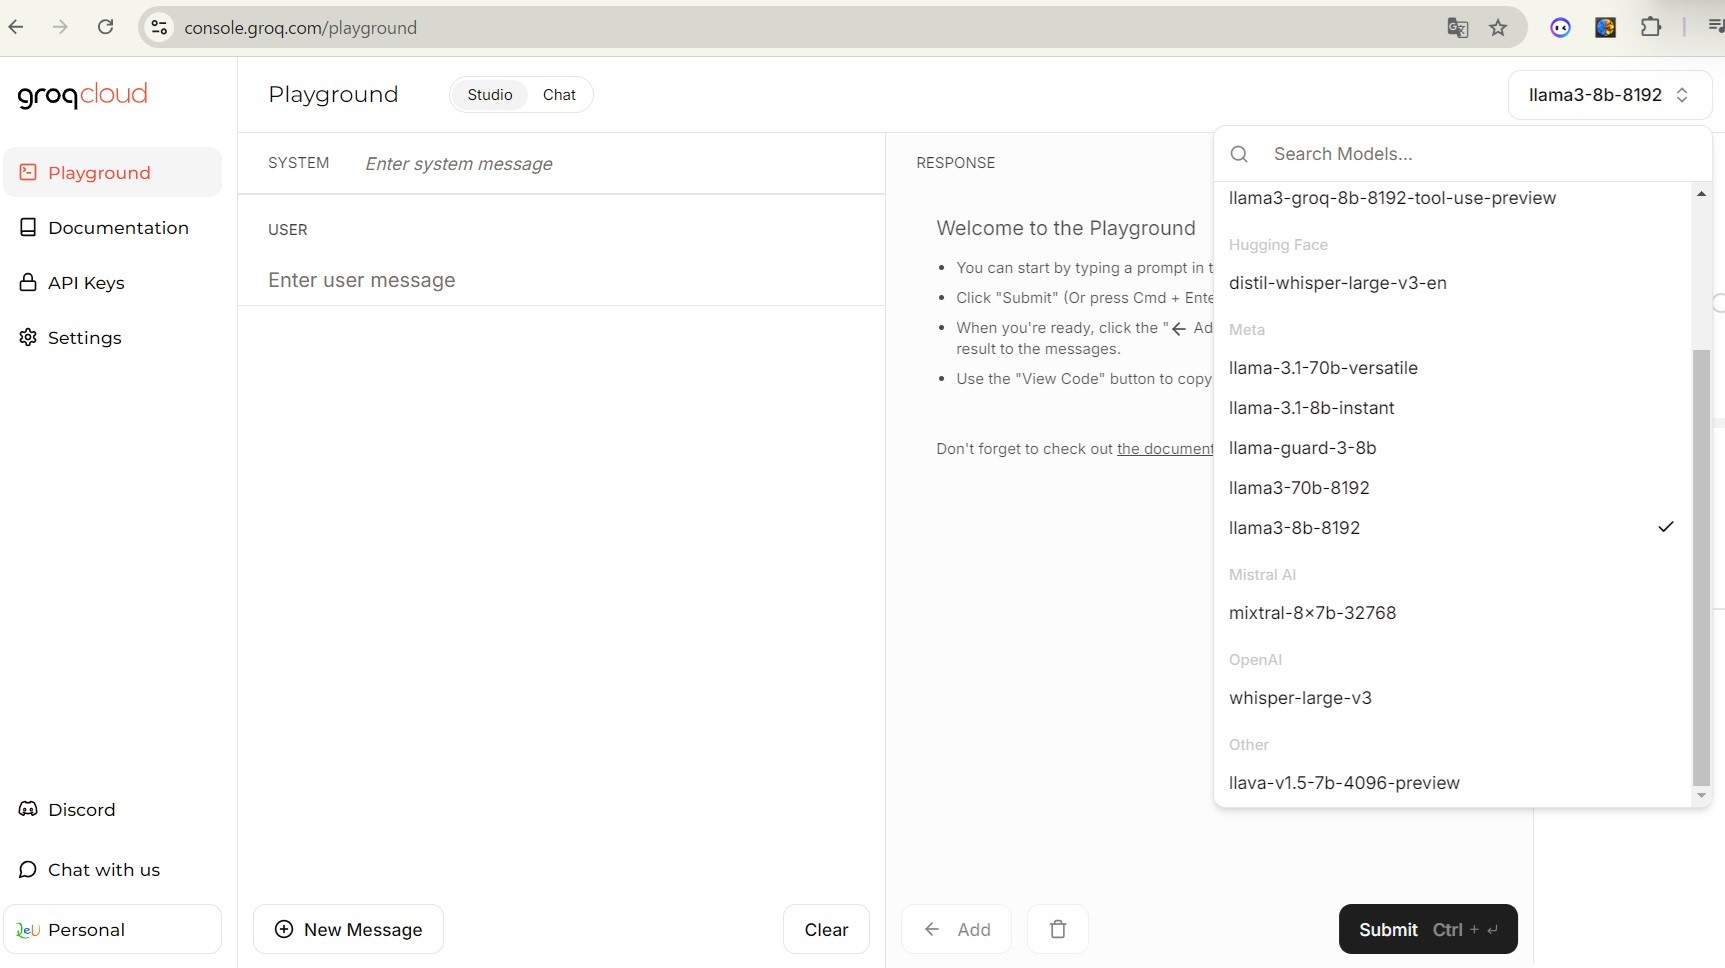 console.groq.com/playground
groqcloud
Playground
Documentation
API Keys
Settings
Discord
Chat with us
Personal
Playground
Studio
Chat
llama3-8b-8192
SYSTEM
Enter system message
USER
Enter user message
New Message
Clear
RESPONSE
Welcome to the Playground
You can start by typing a prompt in t
Click "Submit" (Or press Cmd + Ente
When you're ready, click the "← Ad
result to the messages.
Use the "View Code" button to copy
Don't forget to check out the document
Add
Submit Ctrl + ↵
Search Models...
llama3-groq-8b-8192-tool-use-preview
Hugging Face
distil-whisper-large-v3-en
Meta
llama-3.1-70b-versatile
llama-3.1-8b-instant
llama-guard-3-8b
llama3-70b-8192
llama3-8b-8192
Mistral AI
mixtral-8x7b-32768
OpenAI
whisper-large-v3
Other
llava-v1.5-7b-4096-preview